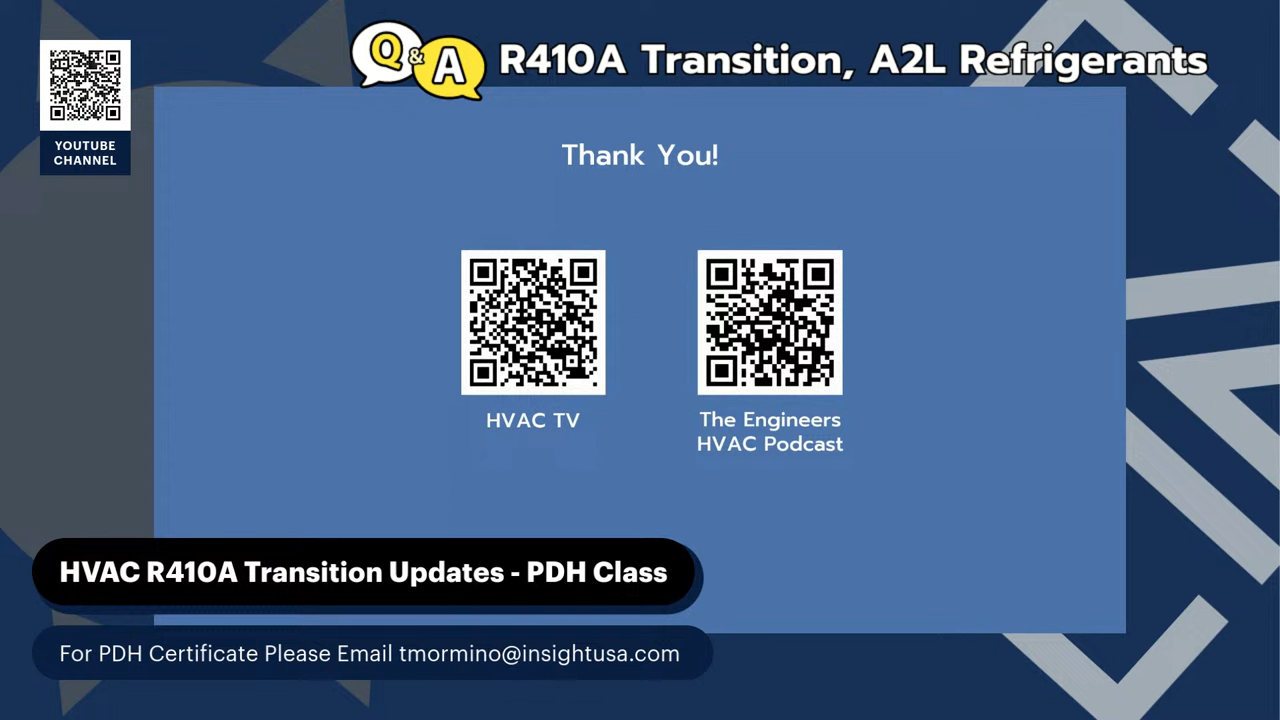 Q&A R410A Transition, A2L Refrigerants
YOUTUBE
CHANNEL
Thank You!
HVAC TV
The Engineers
HVAC Podcast
HVAC R410A Transition Updates - PDH Class
For PDH Certificate Please Email tmormino@insightusa.com